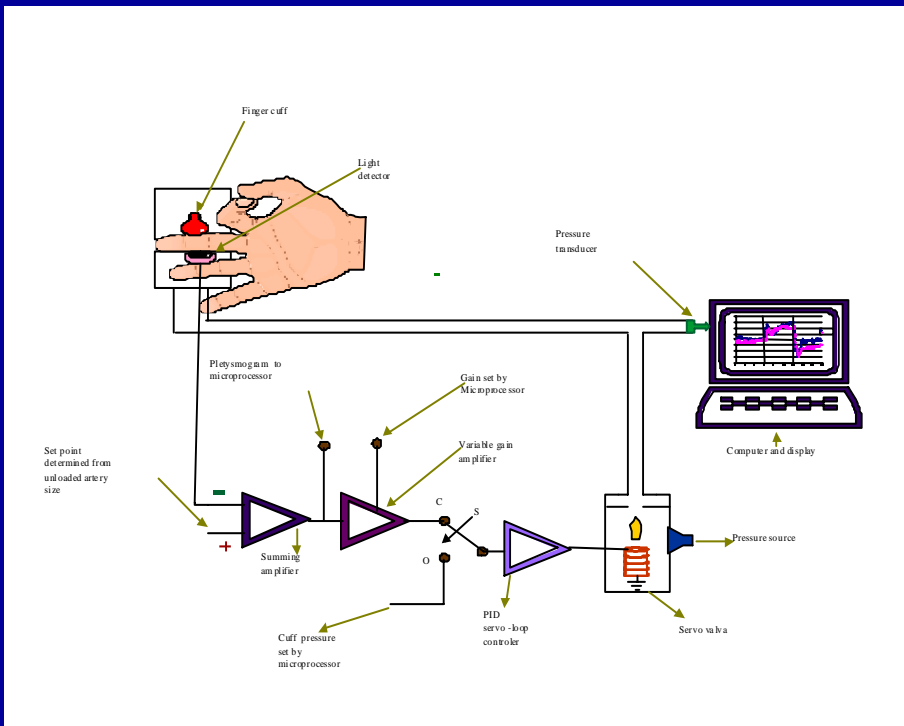 Finger cuff
Light
detector
Pressure
transducer
Pletysmogram to
microprocessor
Gain set by
Microprocessor
Set point
determined from
unloaded artery
size
Variable gain
amplifier
Computer and display
C
S
-
+
O
Summing
amplifier
Pressure source
PID
servo -loop
controler
Servo valva
Cuff pressure
set by
microprocessor